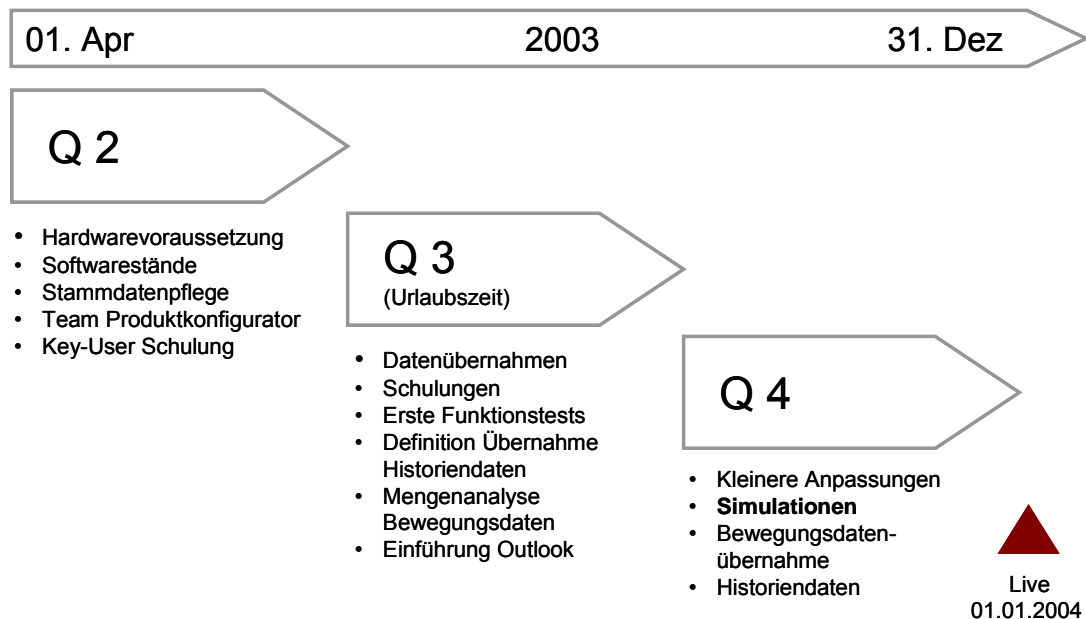 01. Apr 2003 31. Dez
Q 2
• Hardwarevoraussetzung
• Softwarestände
• Stammdatenpflege
• Team Produktkonfigurator
• Key-User Schulung
Q 3
(Urlaubszeit)
• Datenübernahmen
• Schulungen
• Erste Funktionstests
• Definition Übernahme
Historiendaten
• Mengenanalyse
Bewegungsdaten
• Einführung Outlook
Q 4
• Kleinere Anpassungen
• Simulationen
• Bewegungsdaten-
übernahme
• Historiendaten
Live
01.01.2004